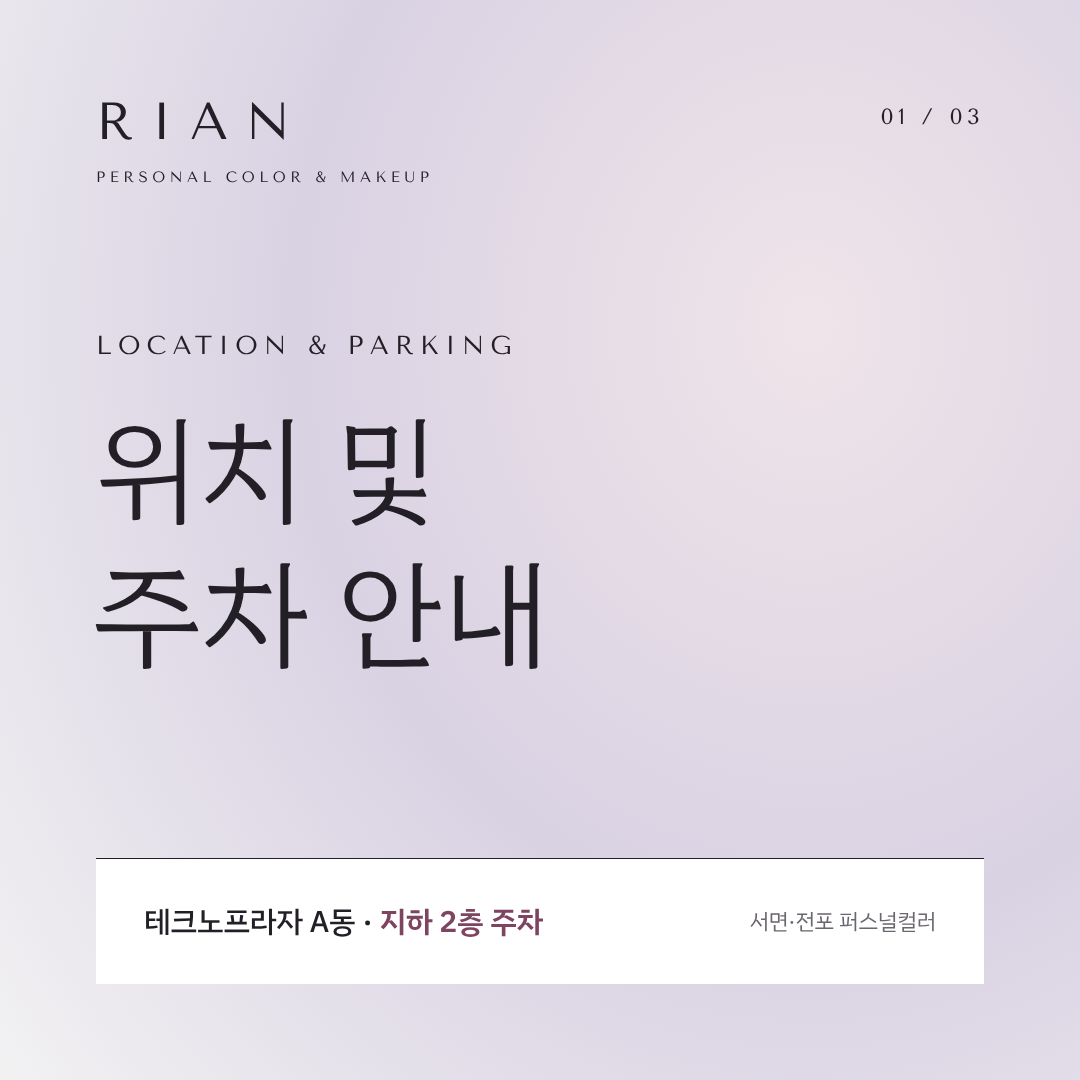 RIAN
01 / 03
PERSONAL COLOR & MAKEUP
LOCATION & PARKING
위치 및
주차 안내
테크노프라자 A동 · 지하 2층 주차
서면·전포 퍼스널컬러